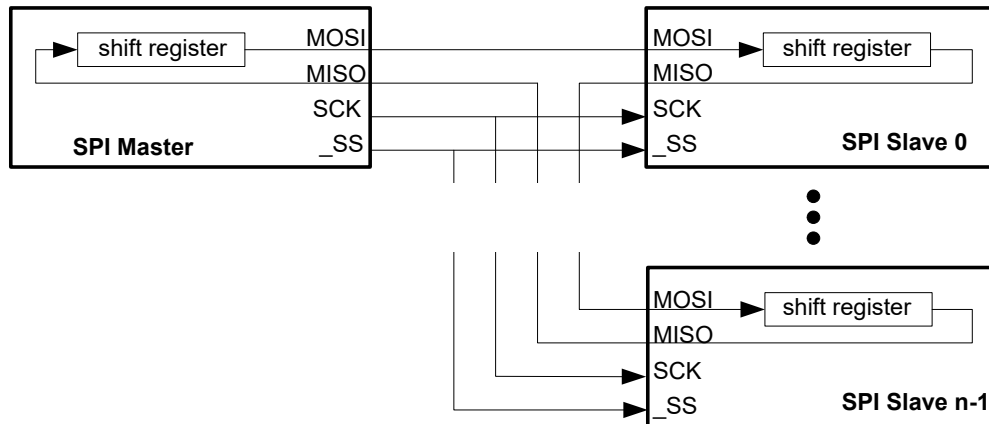 shift register
MOSI
MISO
SCK
_SS
SPI Master
MOSI
shift register
MISO
SCK
_SS
SPI Slave 0
MOSI
shift register
MISO
SCK
_SS
SPI Slave n-1